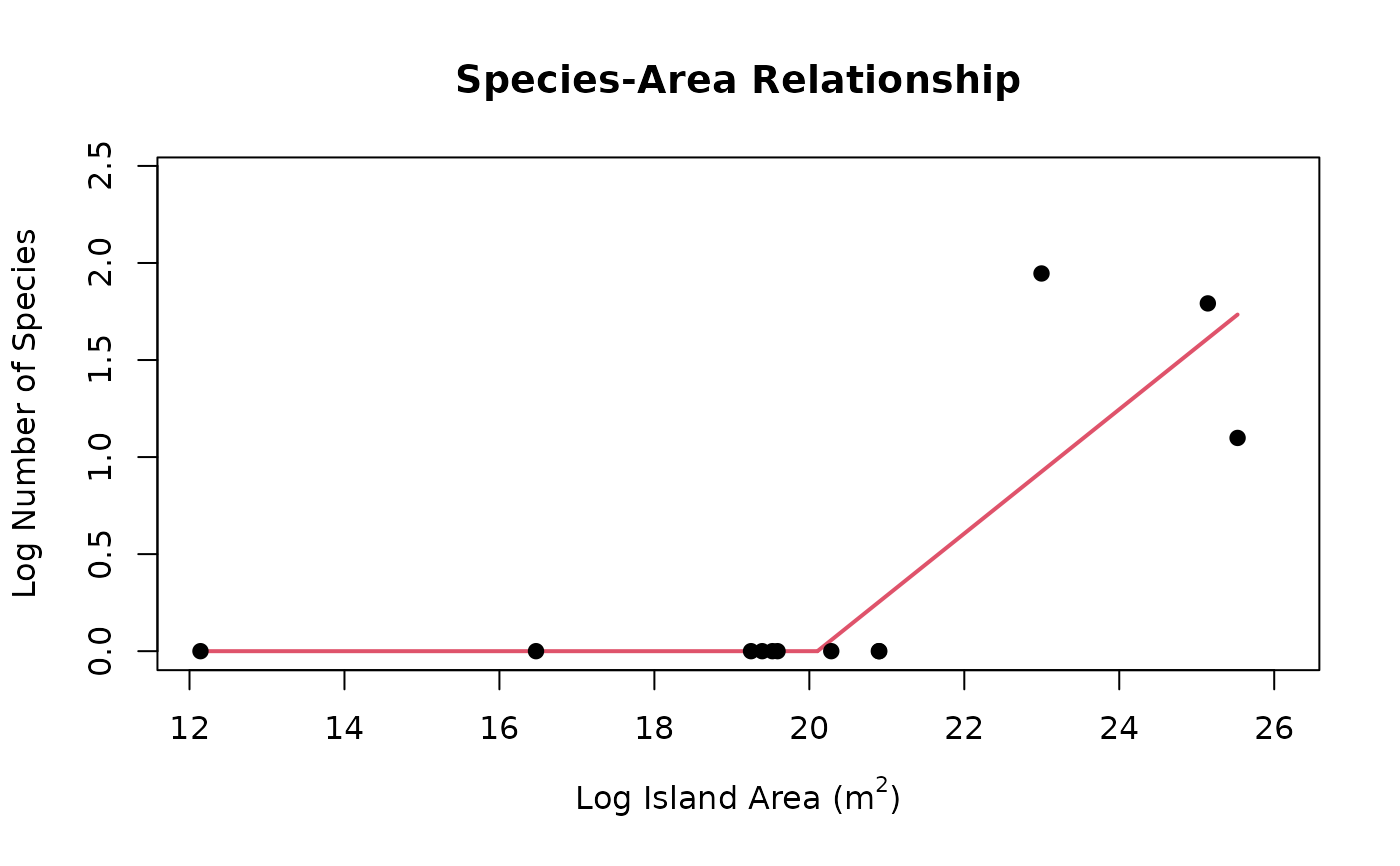 Species-Area Relationship
Log Number of Species
2.5
2.0
1.5
1.0
0.5
0.0
12 14 16 18 20 22 24 26
Log Island Area (m²)